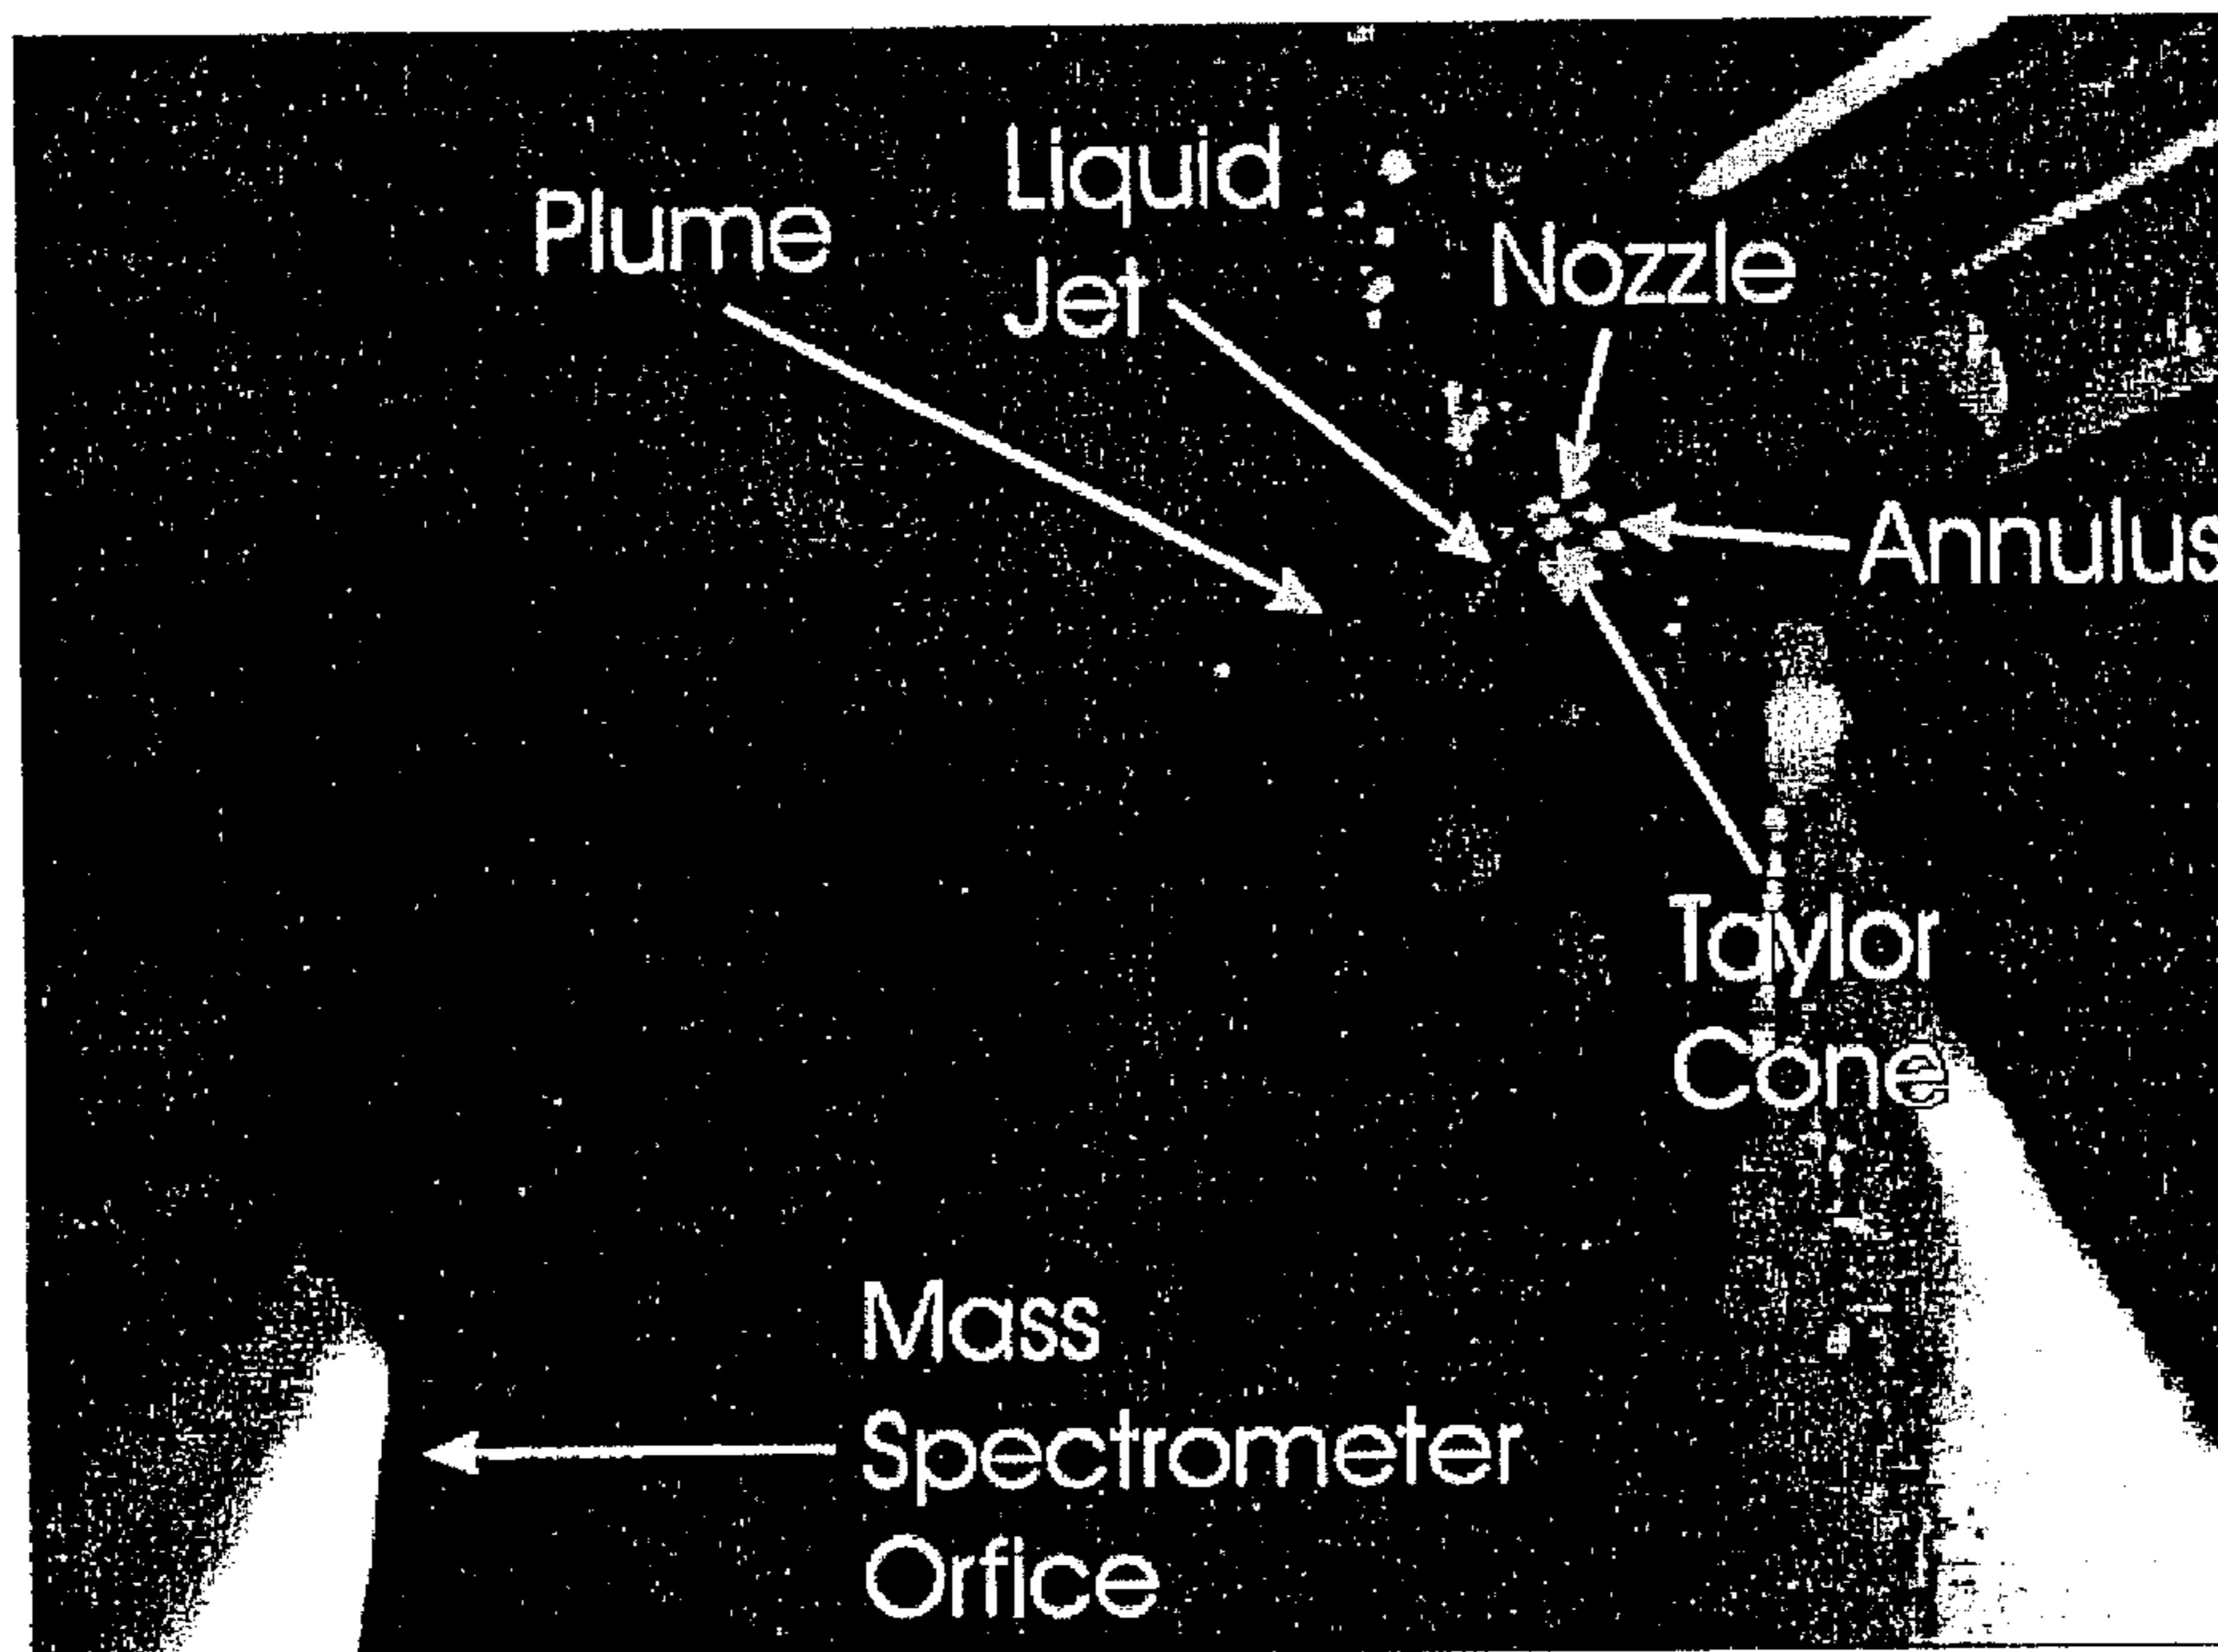 Plume
Liquid
Jet
Nozzle
Annulus
Taylor
Cone
Mass
Spectrometer
Orfice